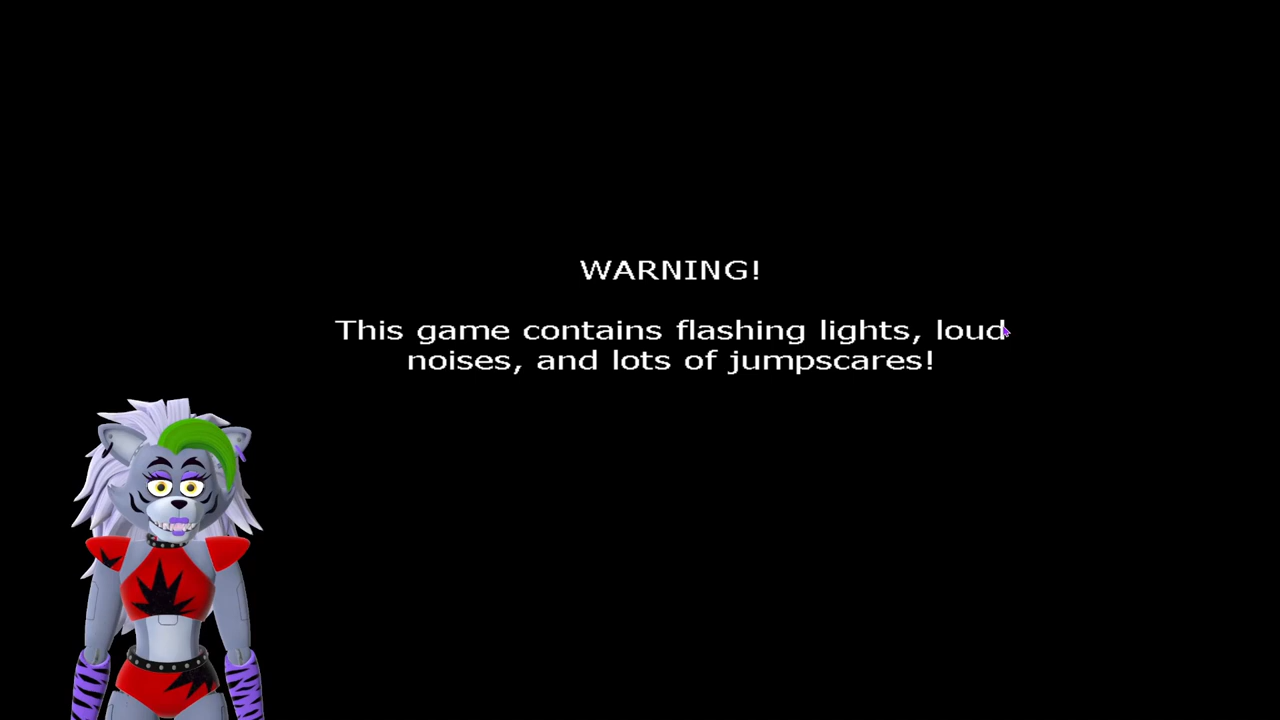 WARNING!
This game contains flashing lights, loud
noises, and lots of jumpscares!